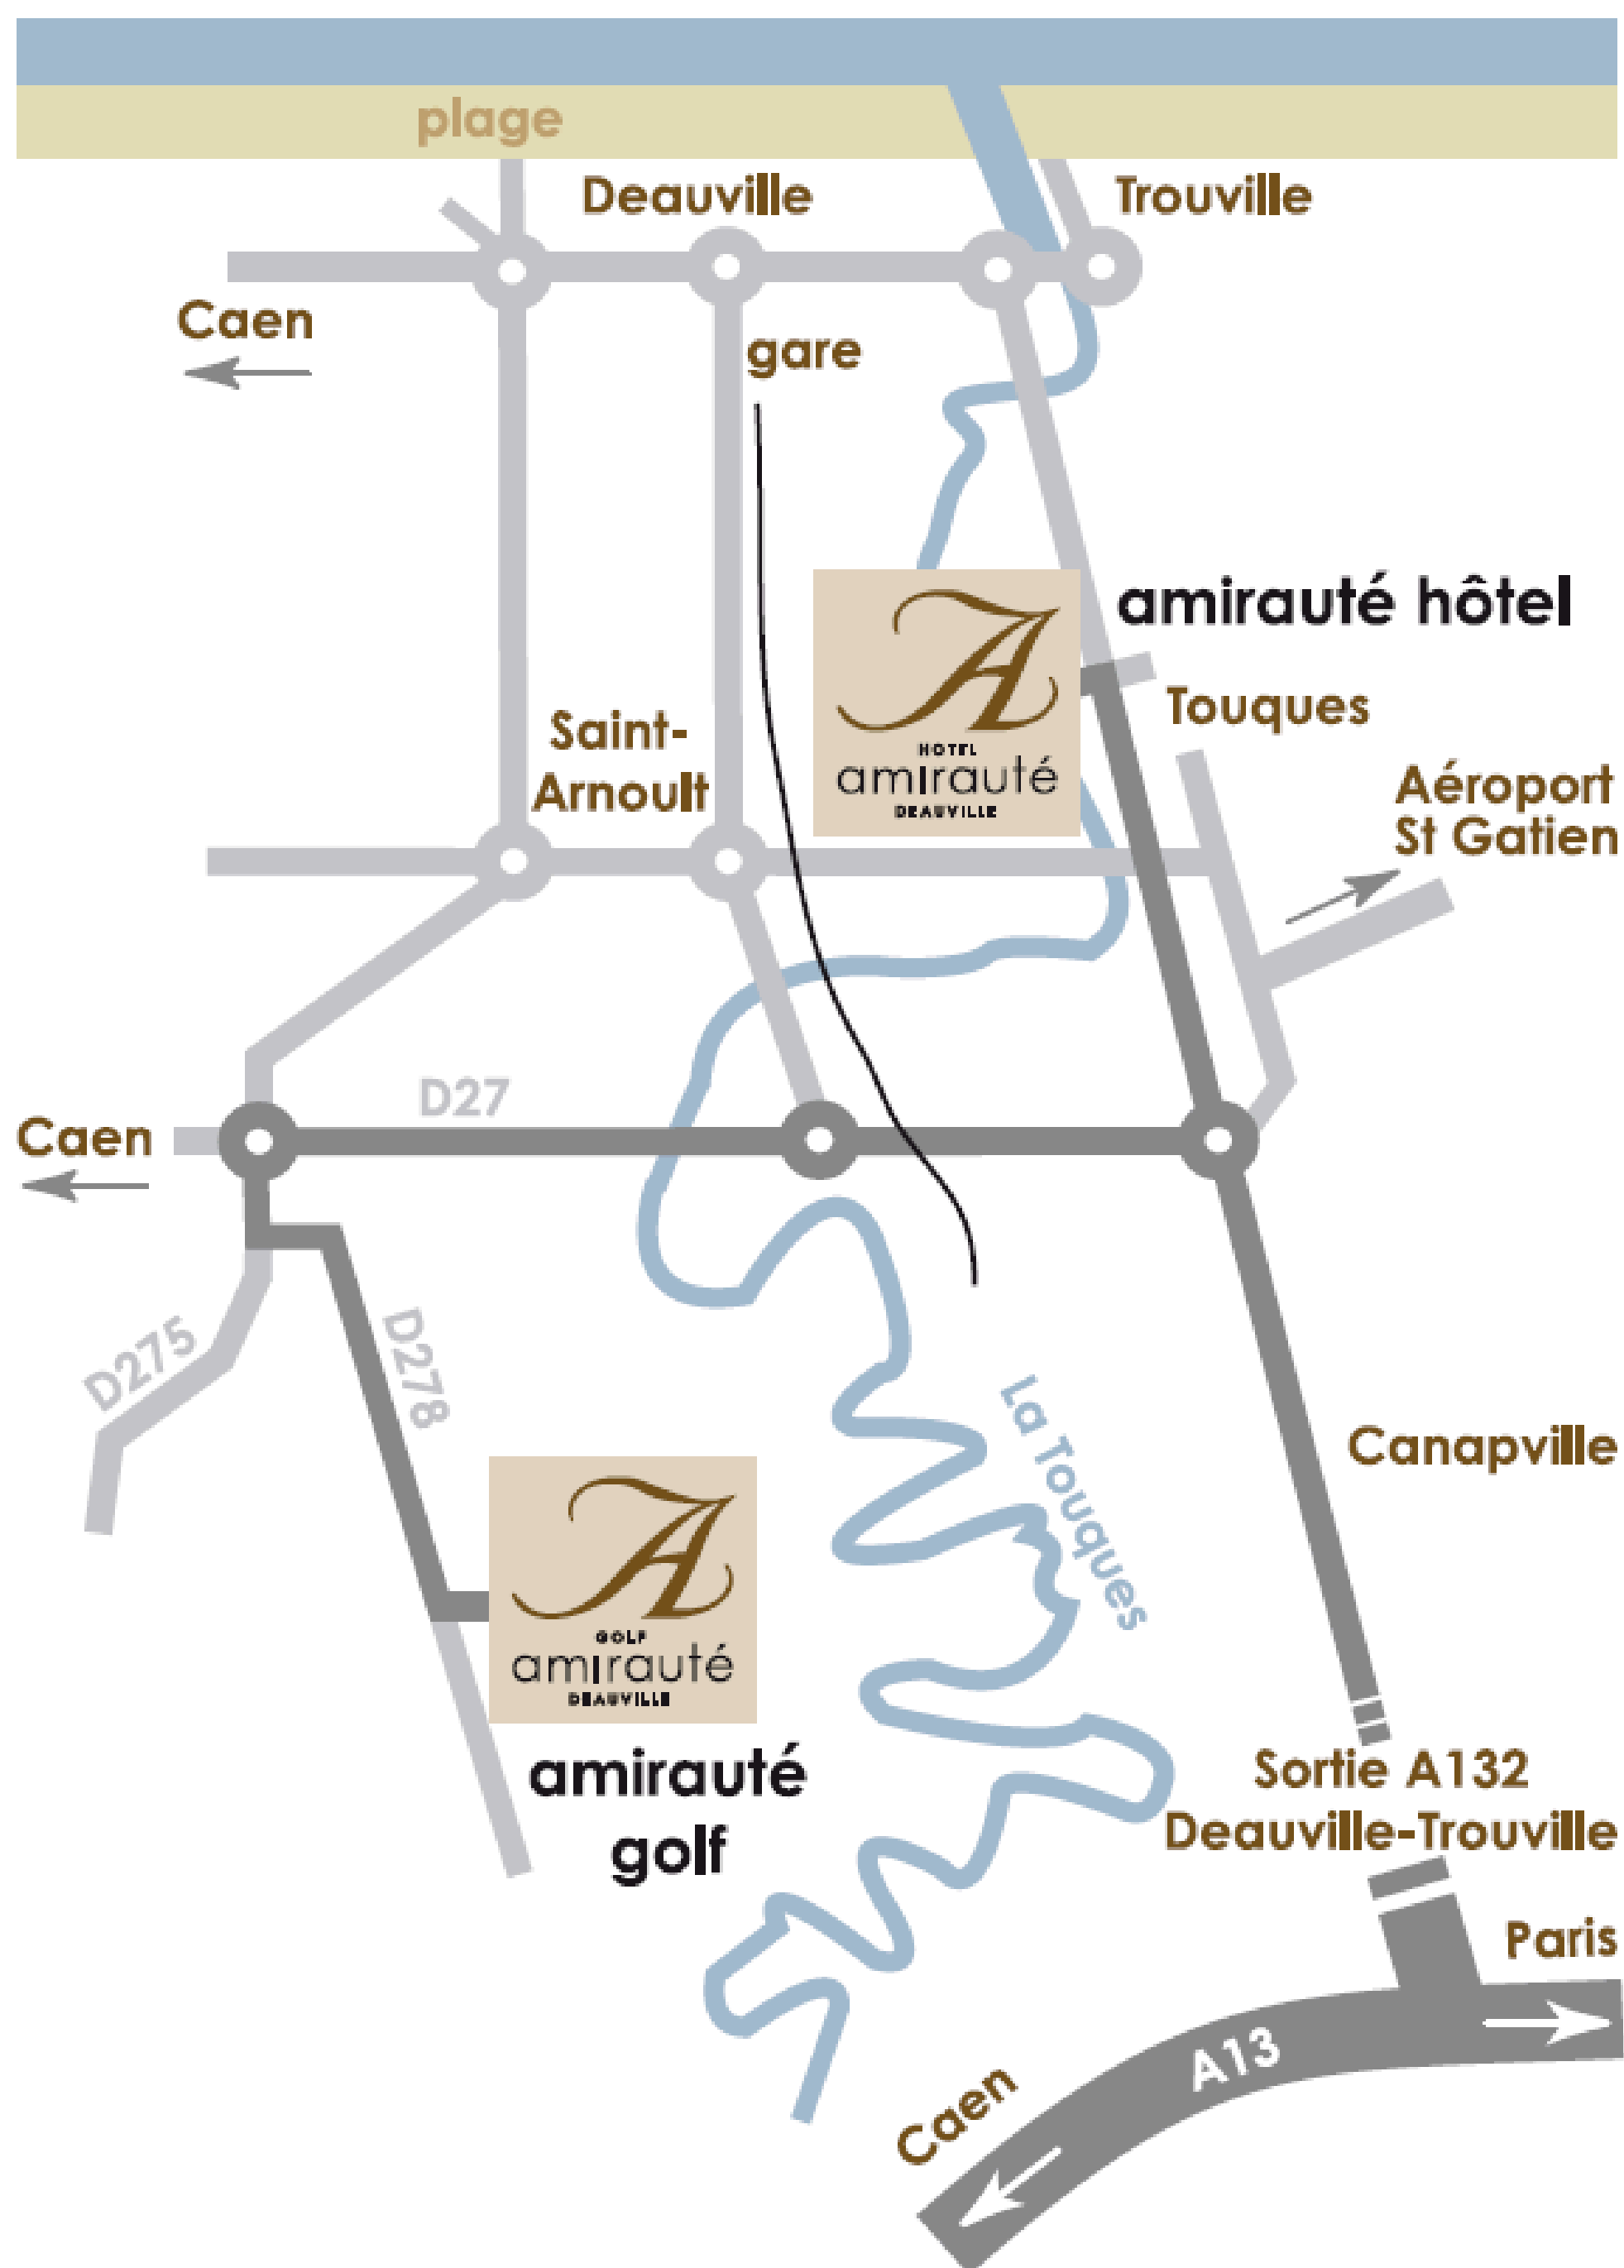 plage
Deauville
Trouville
Caen
gare
amirauté hôtel
HOTEL
amirauté
DEAUVILLE
Touques
Saint-
Arnoult
Aéroport
St Gatien
D27
Caen
D275
D278
La Touques
Canapville
GOLF
amirauté
DEAUVILLE
amirauté
golf
Sortie A132
Deauville-Trouville
Paris
A13
Caen